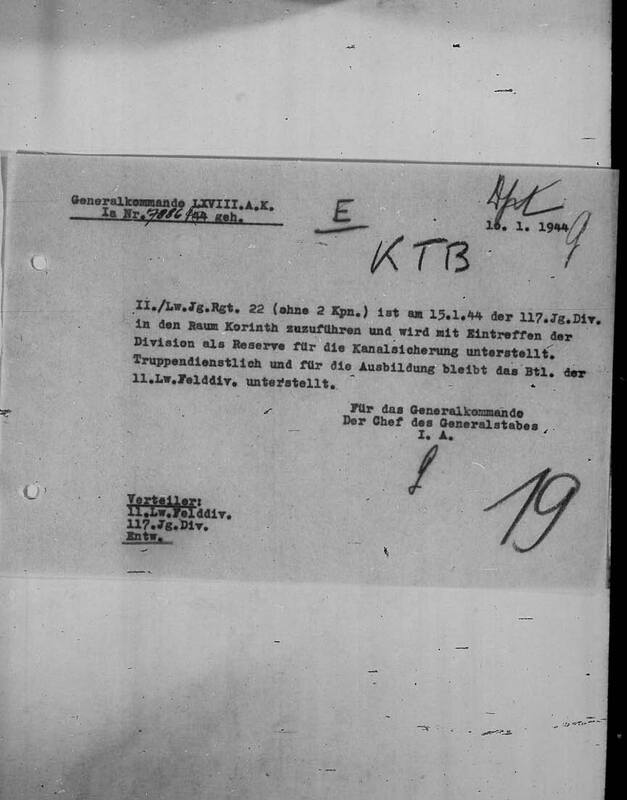 Generalkommando LXVIII.A.K.
Ia Nr. /44 geh.
E
1944
KTB
II./Lw.Jg.Rgt. 22 (ohne 2 Kpn.) ist am 15.1.44 der 117.Jg.Div.
in den Raum Korinth zuzuführen und wird mit Eintreffen der
Division als Reserve für die Kanalsicherung unterstellt.
Truppendienstlich und für die Ausbildung bleibt das Btl. der
11.Lw.Felddiv. unterstellt.
Für das Generalkommando
Der Chef des Generalstabes
I. A.
19
Verteiler:
11.Lw.Felddiv.
117.Jg.Div.
Entw.